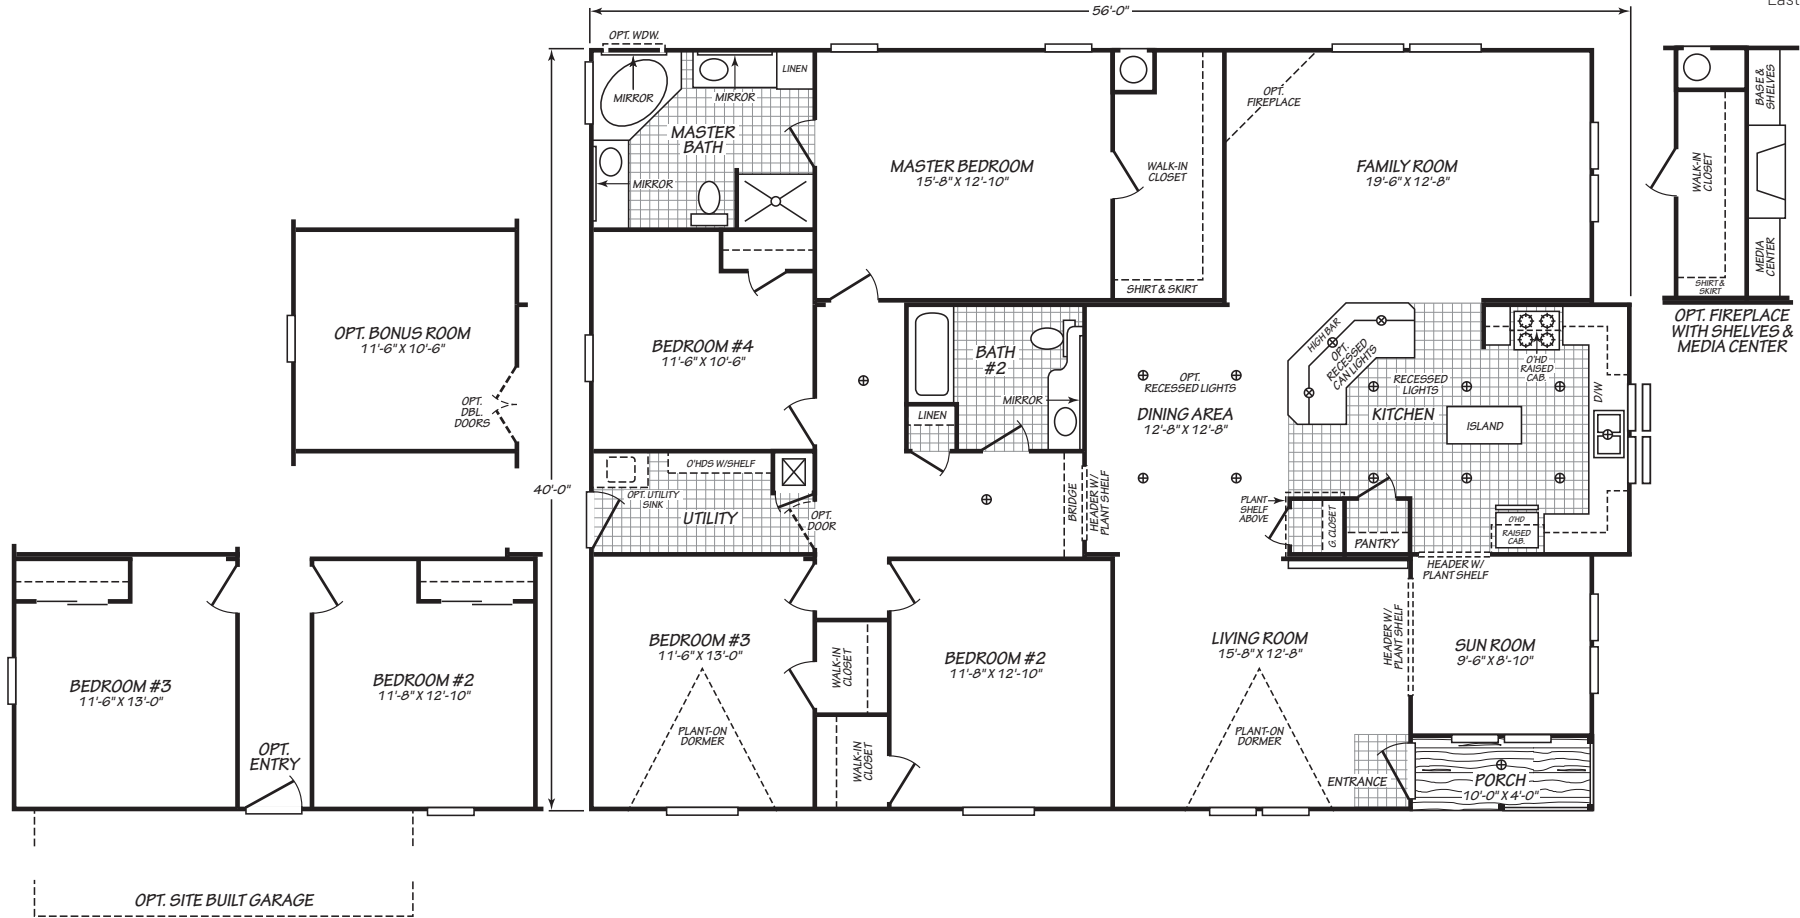 East
56'-0"
OPT. WDW.
MIRROR
MIRROR
LINEN
MASTER
BATH
MIRROR
MASTER BEDROOM
15'-8" X 12'-10"
WALK-IN
CLOSET
SHIRT & SKIRT
OPT.
FIREPLACE
FAMILY ROOM
19'-6" X 12'-8"
BASE &
SHELVES
WALK-IN
CLOSET
MEDIA
CENTER
SHIRT &
SKIRT
OPT. FIREPLACE
WITH SHELVES &
MEDIA CENTER
OPT. BONUS ROOM
11'-6" X 10'-6"
OPT.
DBL.
DOORS
40'-0"
BEDROOM #4
11'-6" X 10'-6"
BATH
#2
MIRROR
LINEN
OPT.
RECESSED LIGHTS
DINING AREA
12'-8" X 12'-8"
HIGH BAR
OPT.
RECESSED
CAN LIGHTS
RECESSED
LIGHTS
KITCHEN
ISLAND
O'HD
RAISED
CAB.
D/W
O'HDS W/SHELF
OPT. UTILITY
SINK
UTILITY
OPT.
DOOR
BRIDGE
HEADER W/
PLANT SHELF
PLANT
SHELF
ABOVE
G. CLOSET
PANTRY
O'HD
RAISED
CAB.
HEADER W/
PLANT SHELF
BEDROOM #3
11'-6" X 13'-0"
BEDROOM #2
11'-8" X 12'-10"
OPT.
ENTRY
BEDROOM #3
11'-6" X 13'-0"
PLANT-ON
DORMER
WALK-IN
CLOSET
WALK-IN
CLOSET
BEDROOM #2
11'-8" X 12'-10"
LIVING ROOM
15'-8" X 12'-8"
PLANT-ON
DORMER
HEADER W/
PLANT SHELF
SUN ROOM
9'-6" X 8'-10"
ENTRANCE
PORCH
10'-0" X 4'-0"
OPT. SITE BUILT GARAGE